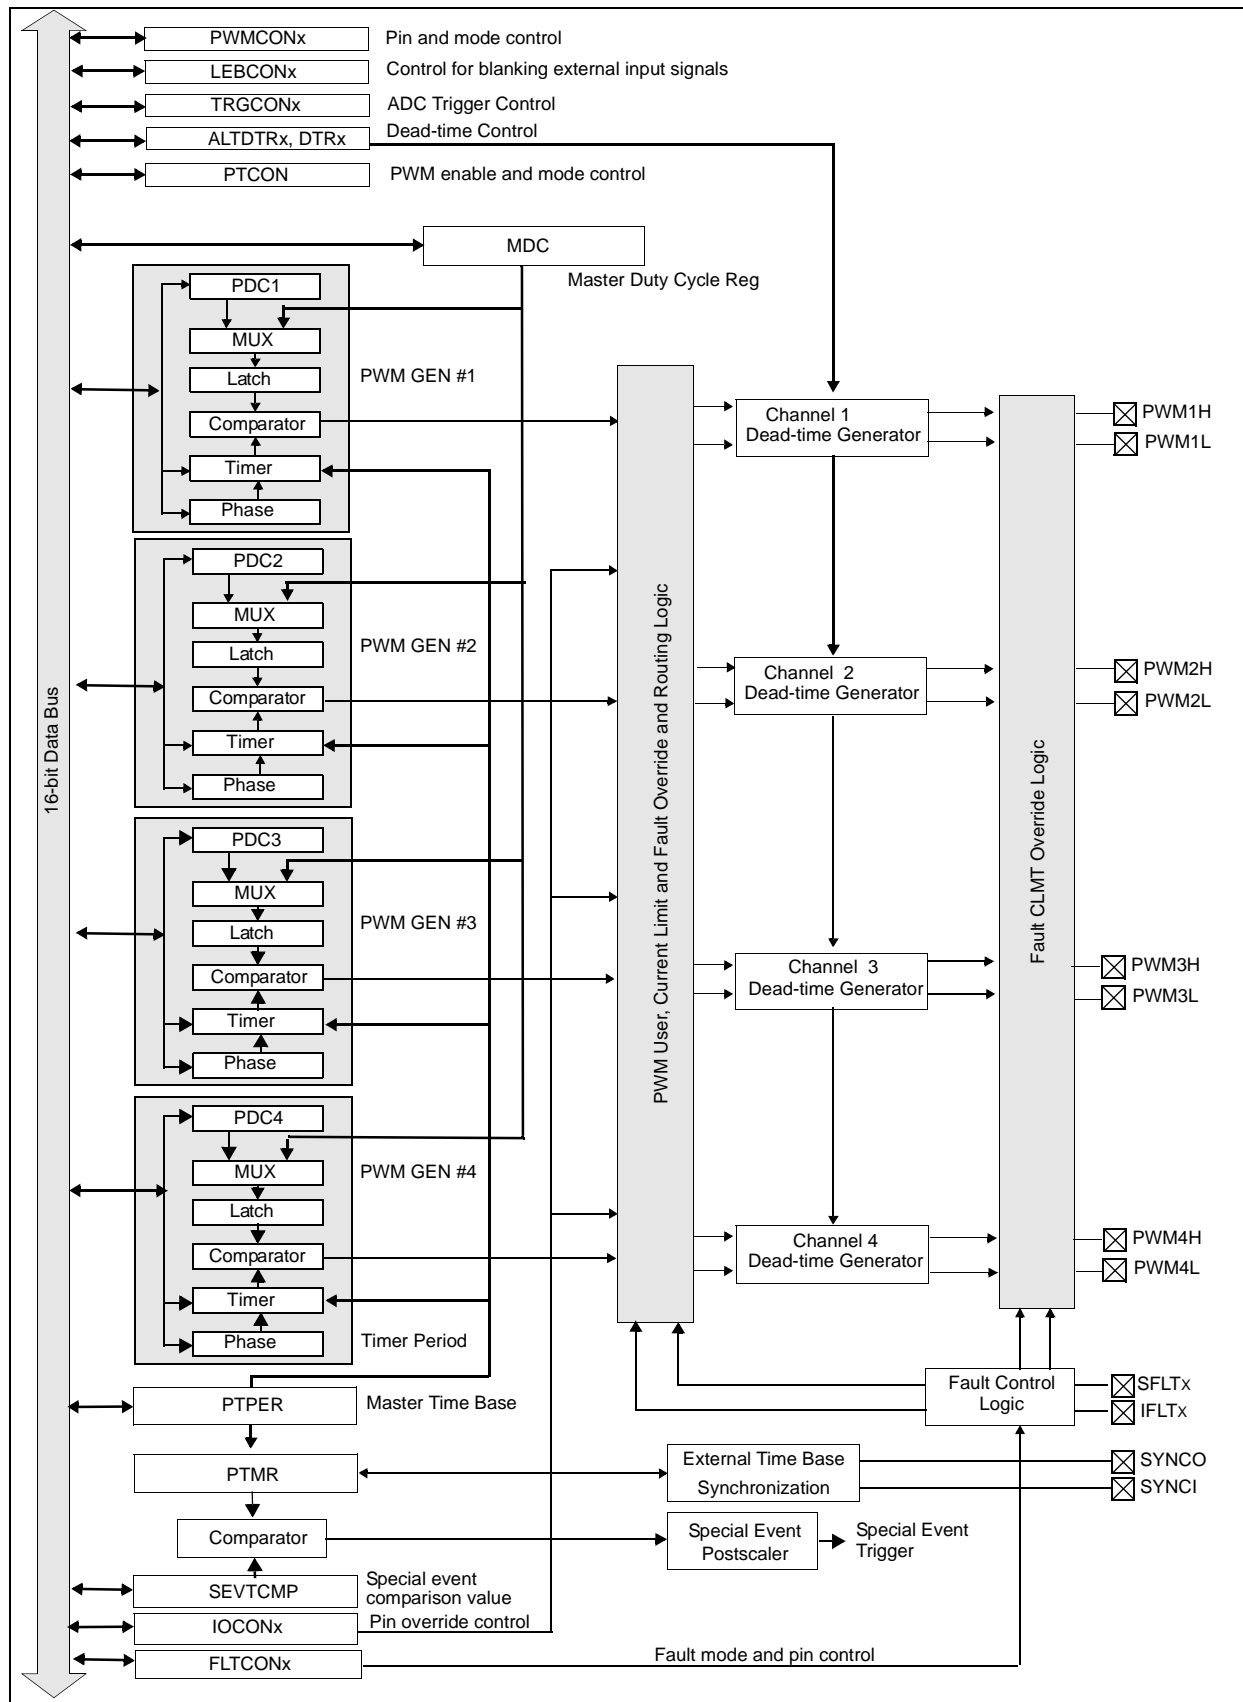 PWMCONx
Pin and mode control
LEBCONx
Control for blanking external input signals
TRGCONx
ADC Trigger Control
ALTDTRx, DTRx
Dead-time Control
PTCON
PWM enable and mode control
MDC
Master Duty Cycle Reg
16-bit Data Bus
PDC1
MUX
Latch
Comparator
Timer
Phase
PWM GEN #1
PDC2
MUX
Latch
Comparator
Timer
Phase
PWM GEN #2
PDC3
MUX
Latch
Comparator
Timer
Phase
PWM GEN #3
PDC4
MUX
Latch
Comparator
Timer
Phase
PWM GEN #4
Timer Period
PWM User, Current Limit and Fault Override and Routing Logic
Channel 1
Dead-time Generator
Channel 2
Dead-time Generator
Channel 3
Dead-time Generator
Channel 4
Dead-time Generator
Fault CLMT Override Logic
PWM1H
PWM1L
PWM2H
PWM2L
PWM3H
PWM3L
PWM4H
PWM4L
PTPER
Master Time Base
Fault Control
Logic
SFLTx
IFLTx
PTMR
External Time Base
Synchronization
SYNCO
SYNCI
Comparator
Special Event
Postscaler
Special Event
Trigger
SEVTCMP
Special event
comparison value
IOCONx
Pin override control
FLTCONx
Fault mode and pin control